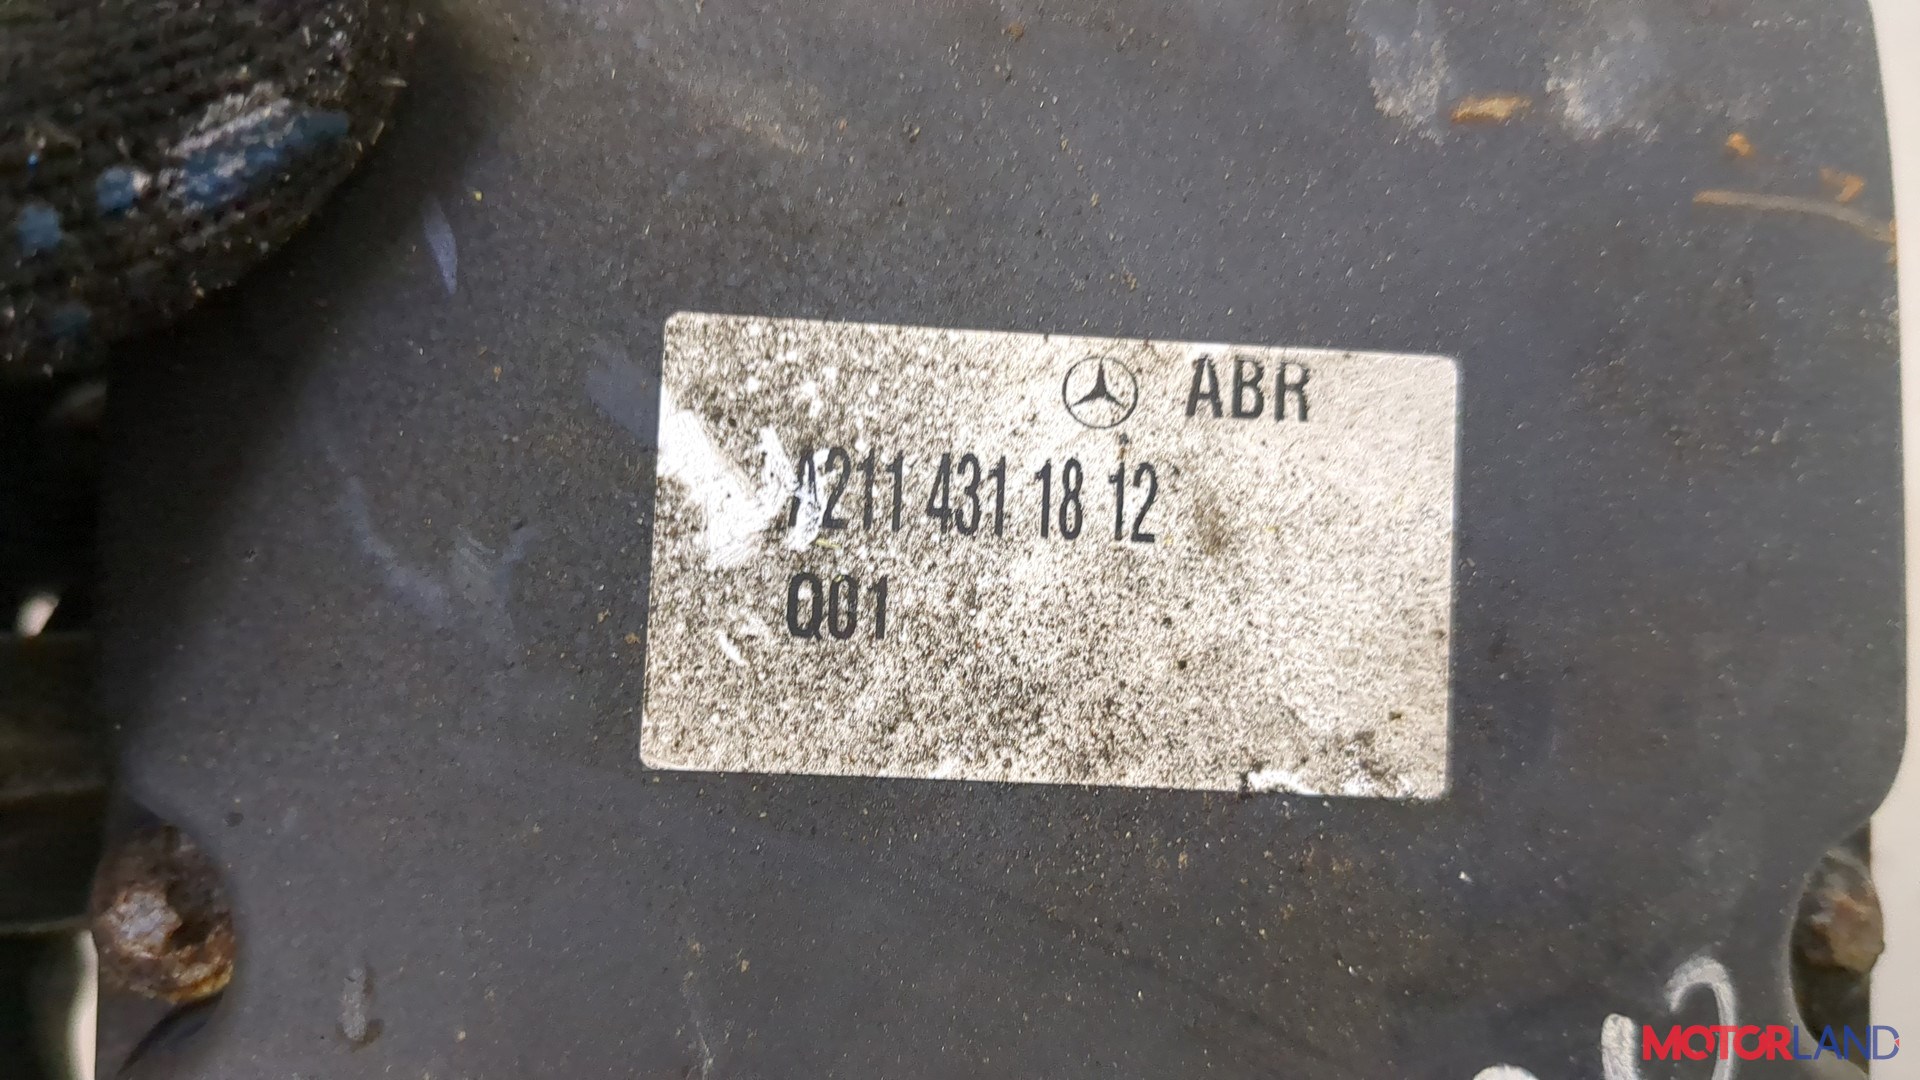 ABR
A211 431 18 12
Q01
MOTORLAND